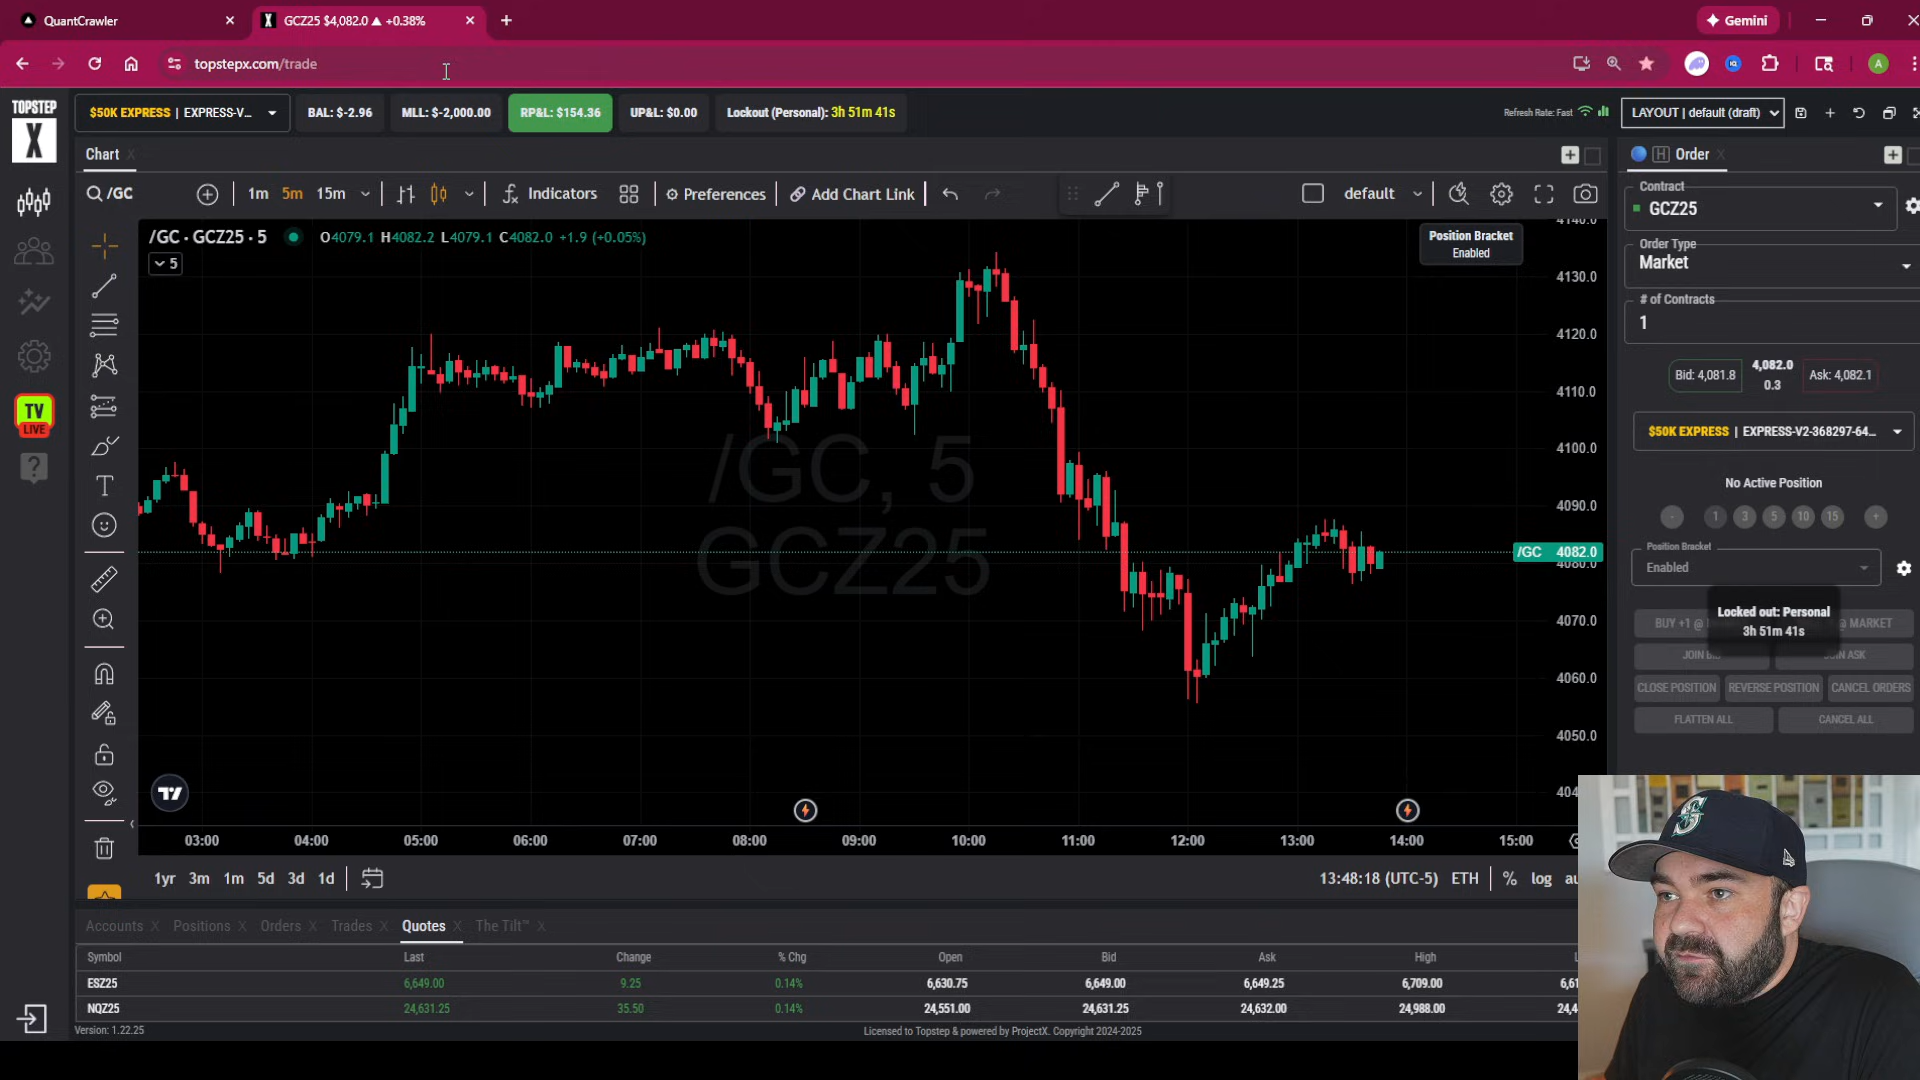 QuantCrawler
GCZ25 $4,082.0 ▲ +0.38%
Gemini
topstepx.com/trade
A
TOPSTEP
X
$50K EXPRESS | EXPRESS-V...
BAL: $-2.96
MLL: $-2,000.00
RP&L: $154.36
UP&L: $0.00
Lockout (Personal): 3h 51m 41s
Refresh Rate: Fast
LAYOUT | default (draft)
Chart
Order
/GC
1m 5m 15m
Indicators
Preferences
Add Chart Link
default
/GC · GCZ25 · 5
O4079.1 H4082.2 L4079.1 C4082.0 +1.9 (+0.05%)
5
Position Bracket
Enabled
/GC, 5
GCZ25
4140.0
4130.0
4120.0
4110.0
4100.0
4090.0
/GC 4082.0
4080.0
4070.0
4060.0
4050.0
03:00 04:00 05:00 06:00 07:00 08:00 09:00 10:00 11:00 12:00 13:00 14:00 15:00
1yr 3m 1m 5d 3d 1d
13:48:18 (UTC-5) ETH % log
Contract
GCZ25
Order Type
Market
# of Contracts
1
Bid: 4,081.8
4,082.0
0.3
Ask: 4,082.1
$50K EXPRESS | EXPRESS-V2-368297-64...
No Active Position
- 1 3 5 10 15 +
Position Bracket
Enabled
Locked out: Personal
3h 51m 41s
BUY +1 @
@ MARKET
ASK
CLOSE POSITION REVERSE POSITION CANCEL ORDERS
FLATTEN ALL CANCEL ALL
TV
LIVE
Accounts Positions Orders Trades Quotes The Tilt™
Symbol Last Change % Chg Open Bid Ask High
ESZ25 6,649.00 9.25 0.14% 6,630.75 6,649.00 6,649.25 6,709.00
NQZ25 24,631.25 35.50 0.14% 24,551.00 24,631.25 24,632.00 24,988.00
Version: 1.22.25
Licensed to Topstep & powered by ProjectX. Copyright 2024-2025